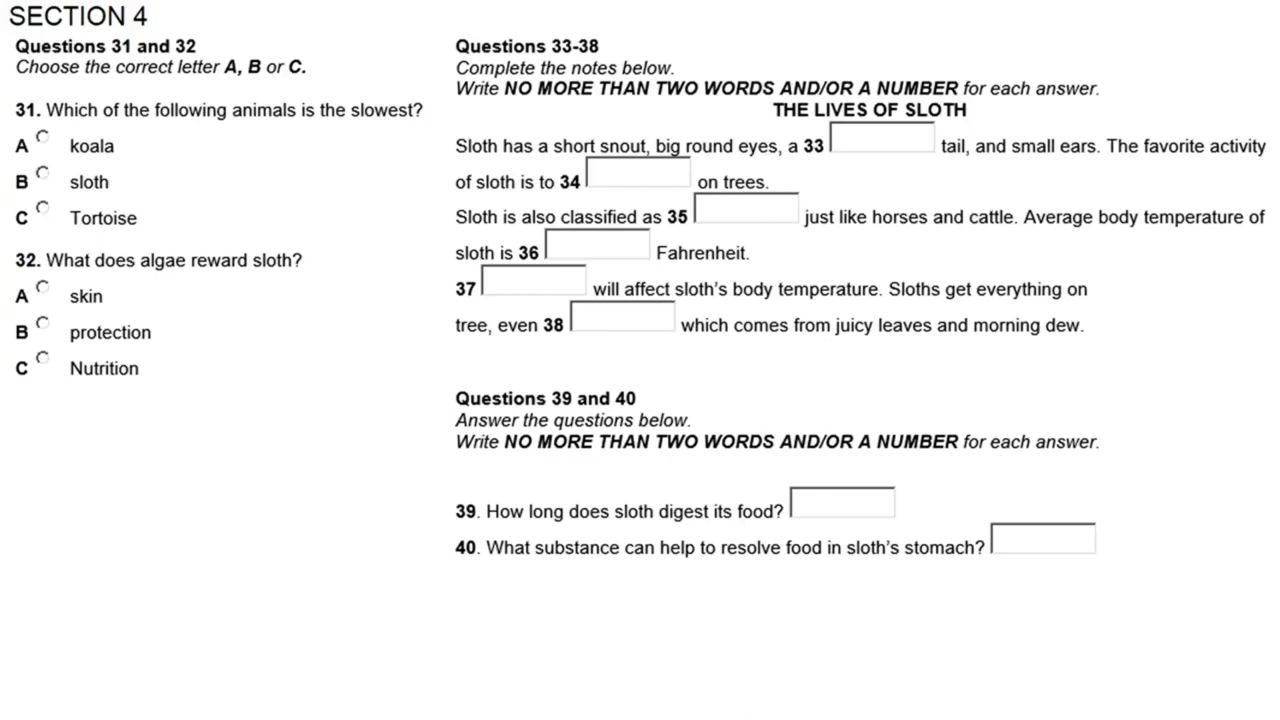 SECTION 4
Questions 31 and 32
Choose the correct letter A, B or C.
31. Which of the following animals is the slowest?
A koala
B sloth
C Tortoise
32. What does algae reward sloth?
A skin
B protection
C Nutrition
Questions 33-38
Complete the notes below.
Write NO MORE THAN TWO WORDS AND/OR A NUMBER for each answer.
THE LIVES OF SLOTH
Sloth has a short snout, big round eyes, a 33 tail, and small ears. The favorite activity
of sloth is to 34 on trees.
Sloth is also classified as 35 just like horses and cattle. Average body temperature of
sloth is 36 Fahrenheit.
37 will affect sloth's body temperature. Sloths get everything on
tree, even 38 which comes from juicy leaves and morning dew.
Questions 39 and 40
Answer the questions below.
Write NO MORE THAN TWO WORDS AND/OR A NUMBER for each answer.
39. How long does sloth digest its food?
40. What substance can help to resolve food in sloth's stomach?